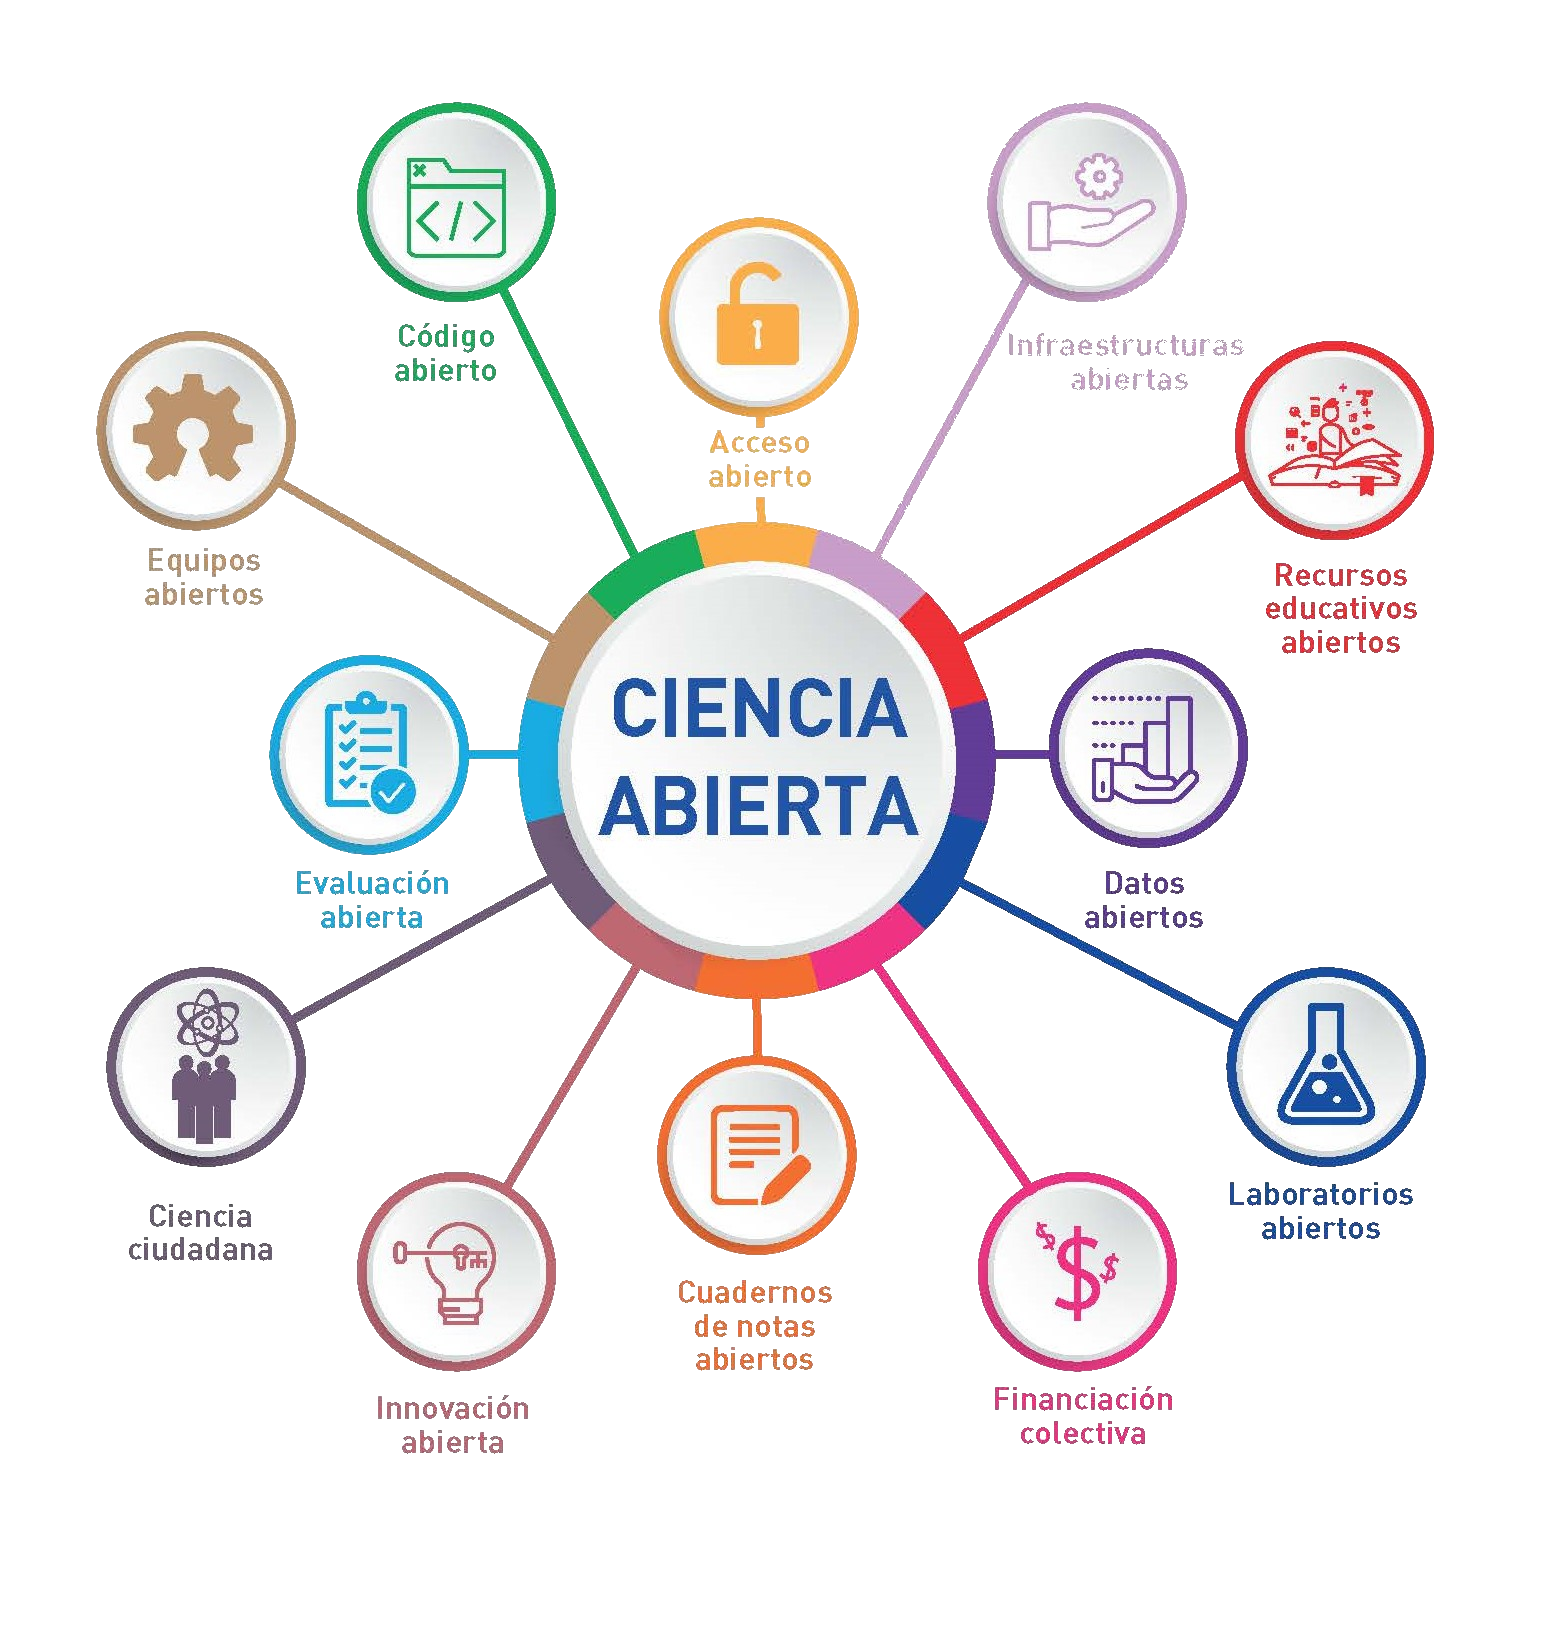 Código
abierto
Acceso
abierto
Infraestructuras
abiertas
Recursos
educativos
abiertos
Equipos
abiertos
CIENCIA
ABIERTA
Evaluación
abierta
Datos
abiertos
Ciencia
ciudadana
Laboratorios
abiertos
Innovación
abierta
Cuadernos
de notas
abiertos
Financiación
colectiva